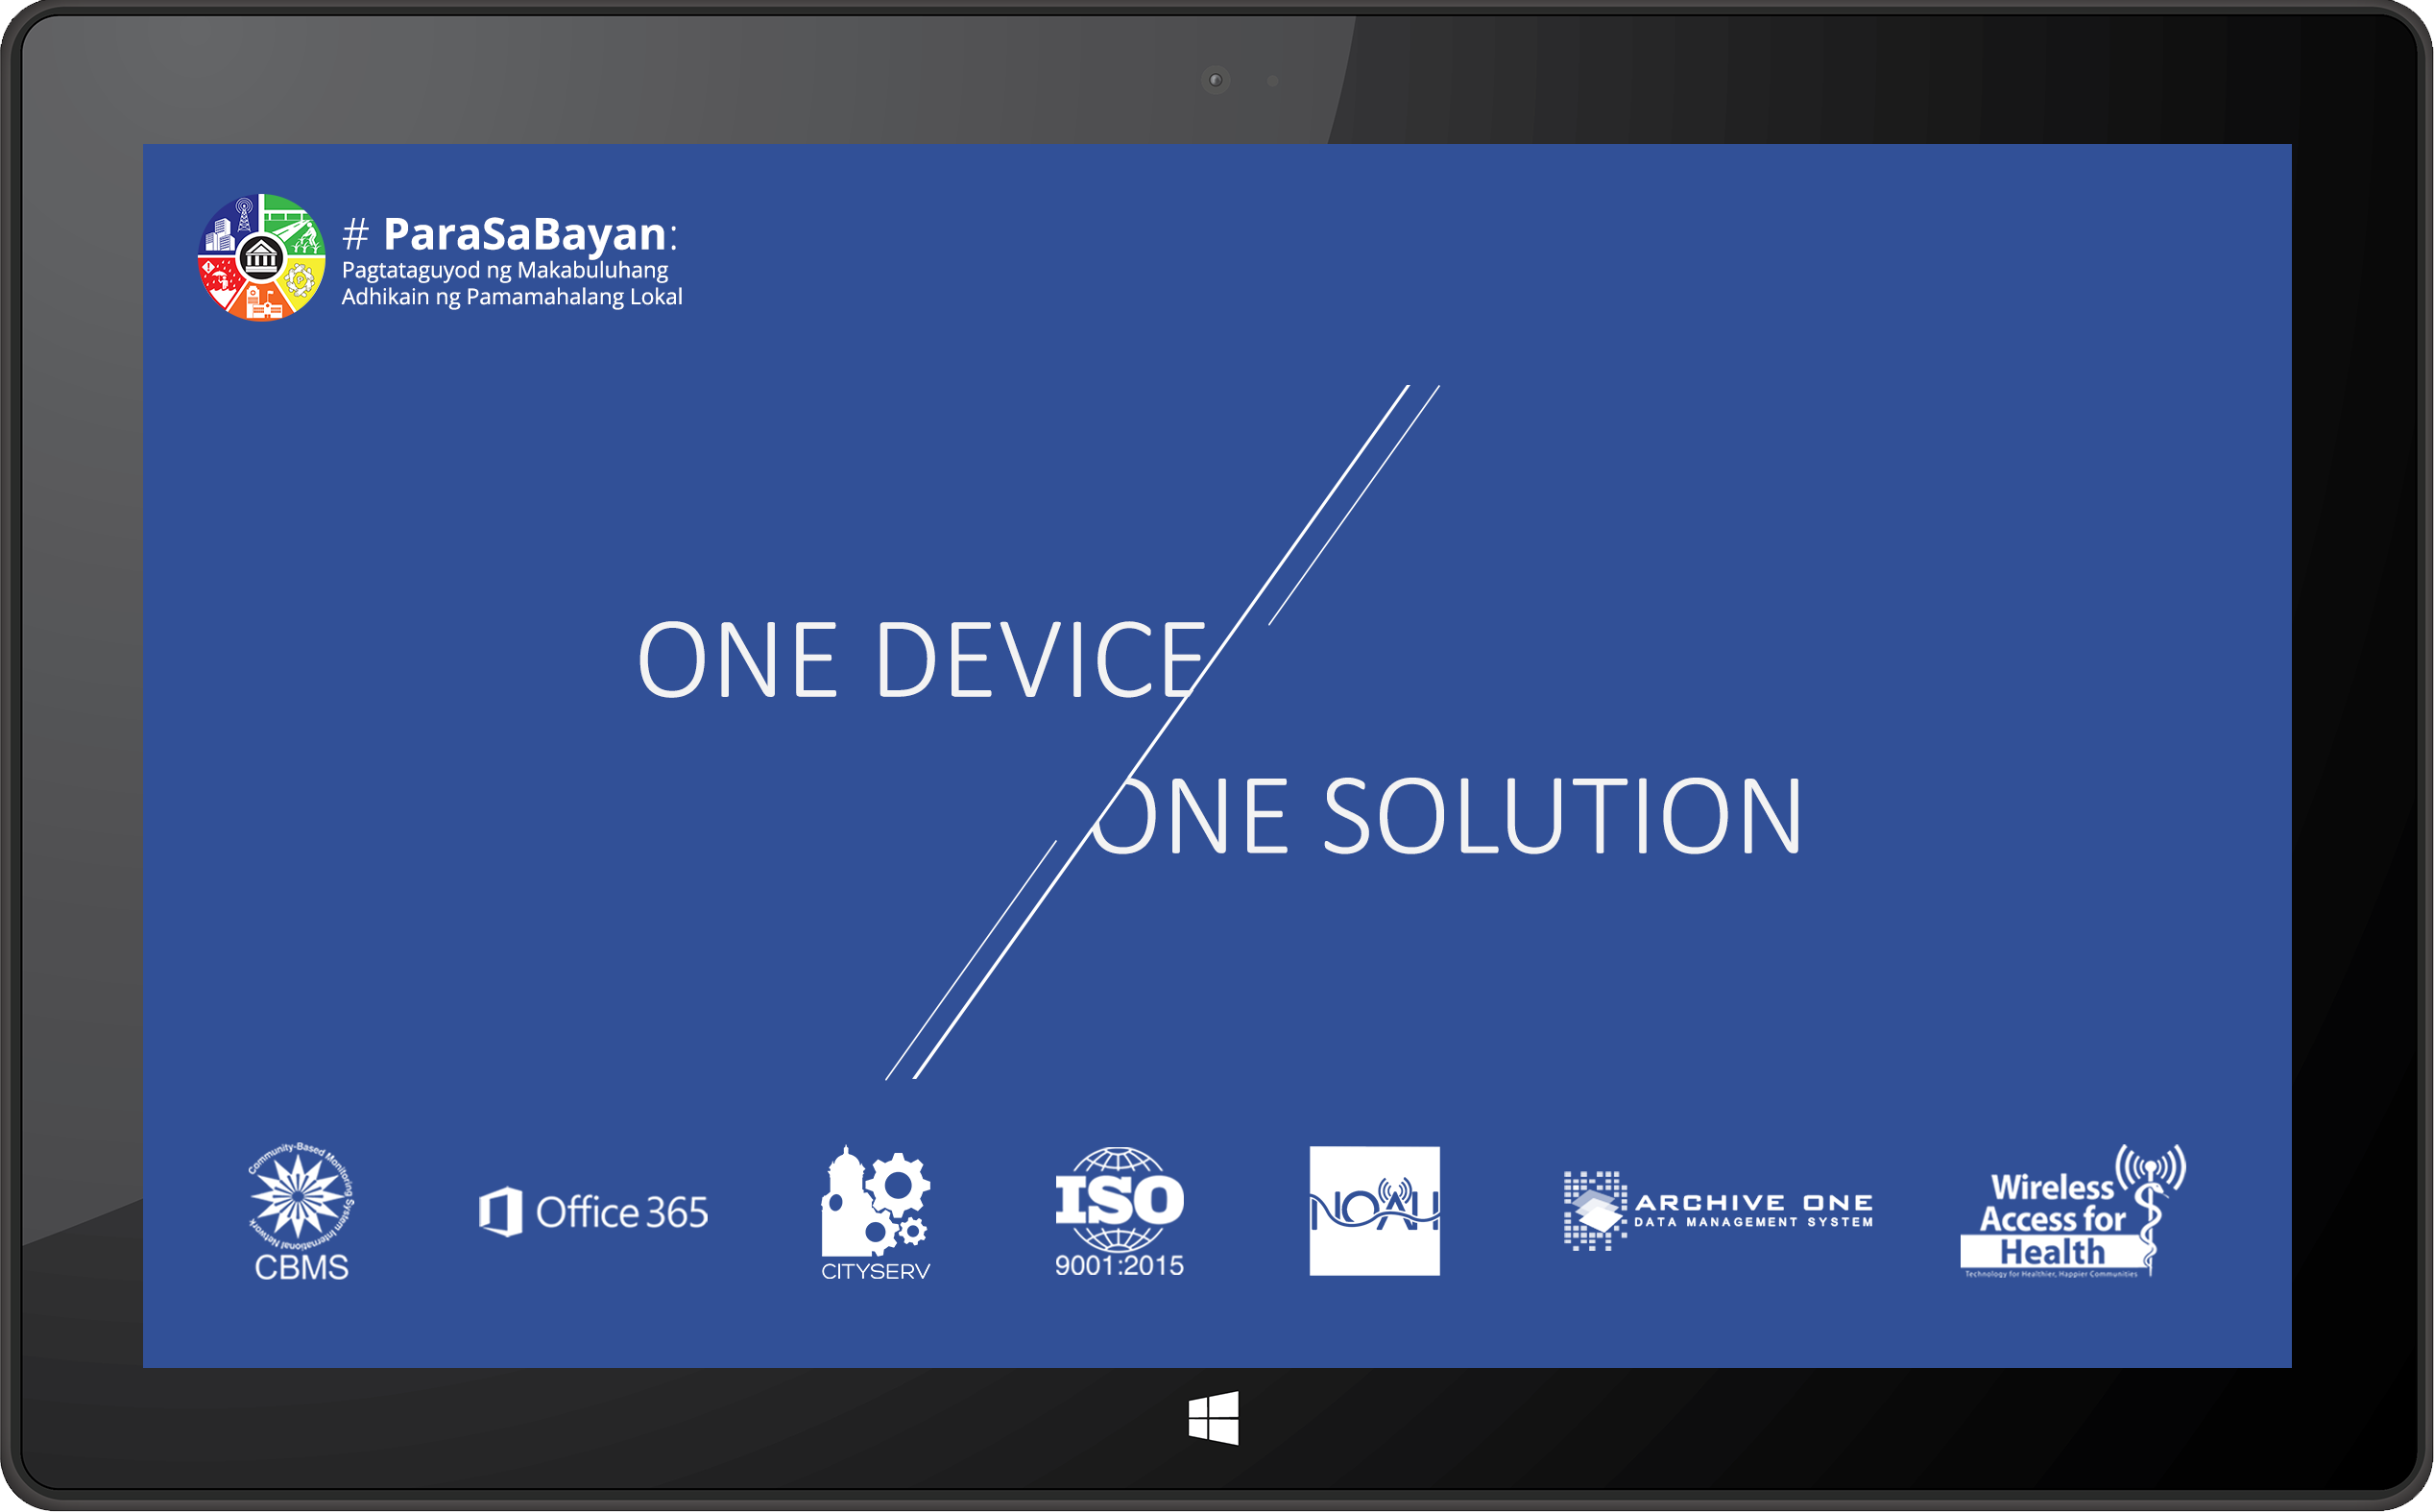 # ParaSaBayan:
Pagtataguyod ng Makabuluhang
Adhikain ng Pamamahalang Lokal
ONE DEVICE
ONE SOLUTION
Community-Based Monitoring System International Network
CBMS
Office 365
CITYSERV
ISO
9001:2015
NOAH
ARCHIVE ONE
DATA MANAGEMENT SYSTEM
Wireless
Access for
Health
Technology for Healthier, Happier Communities